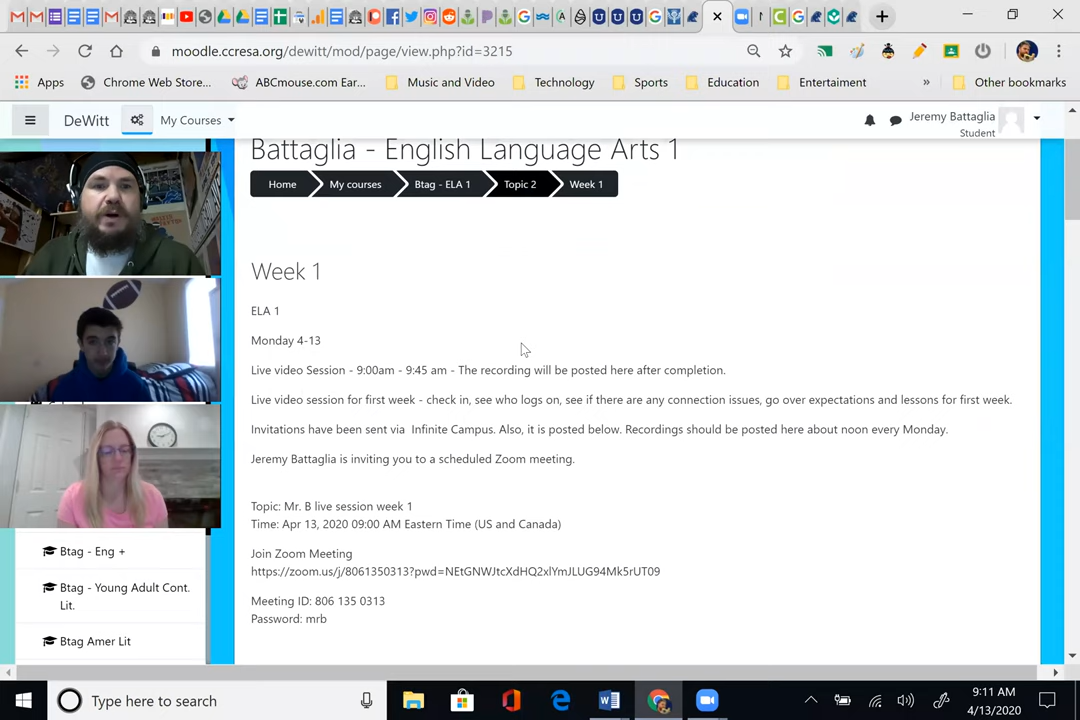 moodle.ccresa.org/dewitt/mod/page/view.php?id=3215
Apps
Chrome Web Store...
ABCmouse.com Ear...
Music and Video
Technology
Sports
Education
Entertaiment
»
Other bookmarks
DeWitt
My Courses
Jeremy Battaglia
Student
Battaglia - English Language Arts 1
Home
My courses
Btag - ELA 1
Topic 2
Week 1
Week 1
ELA 1
Monday 4-13
Live video Session - 9:00am - 9:45 am - The recording will be posted here after completion.
Live video session for first week - check in, see who logs on, see if there are any connection issues, go over expectations and lessons for first week.
Invitations have been sent via Infinite Campus. Also, it is posted below. Recordings should be posted here about noon every Monday.
Jeremy Battaglia is inviting you to a scheduled Zoom meeting.
Topic: Mr. B live session week 1
Time: Apr 13, 2020 09:00 AM Eastern Time (US and Canada)
Join Zoom Meeting
https://zoom.us/j/8061350313?pwd=NEtGNWJtcXdHQ2xlYmJLUG94Mk5rUT09
Meeting ID: 806 135 0313
Password: mrb
Btag - Eng +
Btag - Young Adult Cont.
Lit.
Btag Amer Lit
Type here to search
9:11 AM
4/13/2020